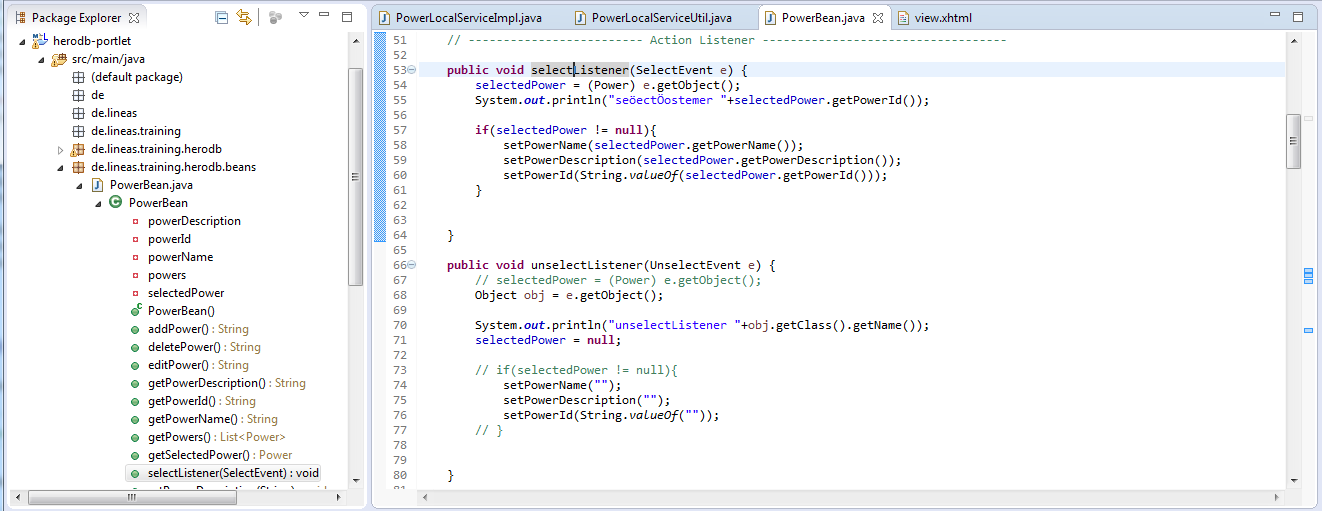 Package Explorer
herodb-portlet
src/main/java
(default package)
de
de.lineas
de.lineas.training
de.lineas.training.herodb
de.lineas.training.herodb.beans
PowerBean.java
PowerBean
powerDescription
powerId
powerName
powers
selectedPower
PowerBean()
addPower() : String
deletePower() : String
editPower() : String
getPowerDescription() : String
getPowerId() : String
getPowerName() : String
getPowers() : List<Power>
getSelectedPower() : Power
selectListener(SelectEvent) : void
PowerLocalServiceImpl.java
PowerLocalServiceUtil.java
PowerBean.java
view.xhtml
51 // ------------------------- Action Listener -----------------------------------
52
53 public void selectListener(SelectEvent e) {
54 selectedPower = (Power) e.getObject();
55 System.out.println("seöectÖostemer "+selectedPower.getPowerId());
56
57 if(selectedPower != null){
58 setPowerName(selectedPower.getPowerName());
59 setPowerDescription(selectedPower.getPowerDescription());
60 setPowerId(String.valueOf(selectedPower.getPowerId()));
61 }
62
63
64 }
65
66 public void unselectListener(UnselectEvent e) {
67 // selectedPower = (Power) e.getObject();
68 Object obj = e.getObject();
69
70 System.out.println("unselectListener "+obj.getClass().getName());
71 selectedPower = null;
72
73 // if(selectedPower != null){
74 setPowerName("");
75 setPowerDescription("");
76 setPowerId(String.valueOf(""));
77 // }
78
79
80 }